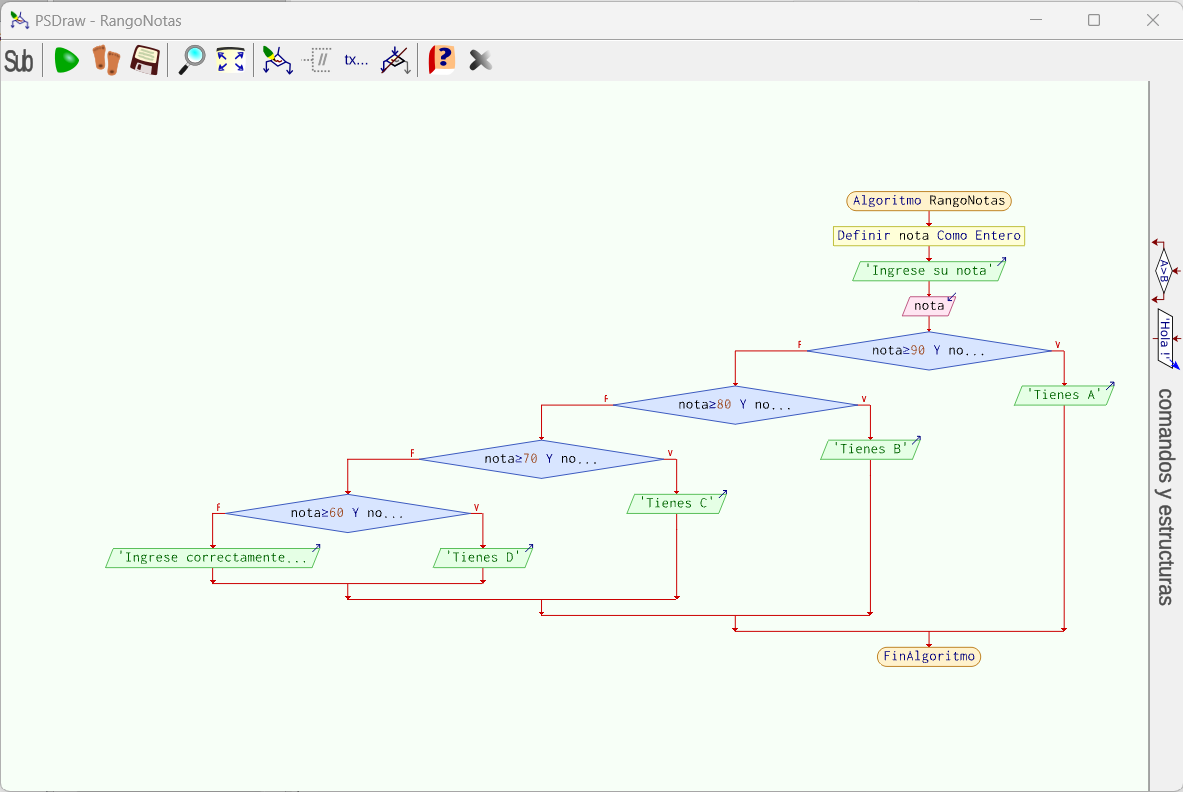 PSDraw - RangoNotas
Sub
//
tx...
?
Algoritmo RangoNotas
Definir nota Como Entero
'Ingrese su nota'
nota
F
nota≥90 Y no...
V
'Tienes A'
F
nota≥80 Y no...
V
'Tienes B'
F
nota≥70 Y no...
V
'Tienes C'
F
nota≥60 Y no...
V
'Ingrese correctamente...
'Tienes D'
FinAlgoritmo
A>B
'Hola !'
comandos y estructuras